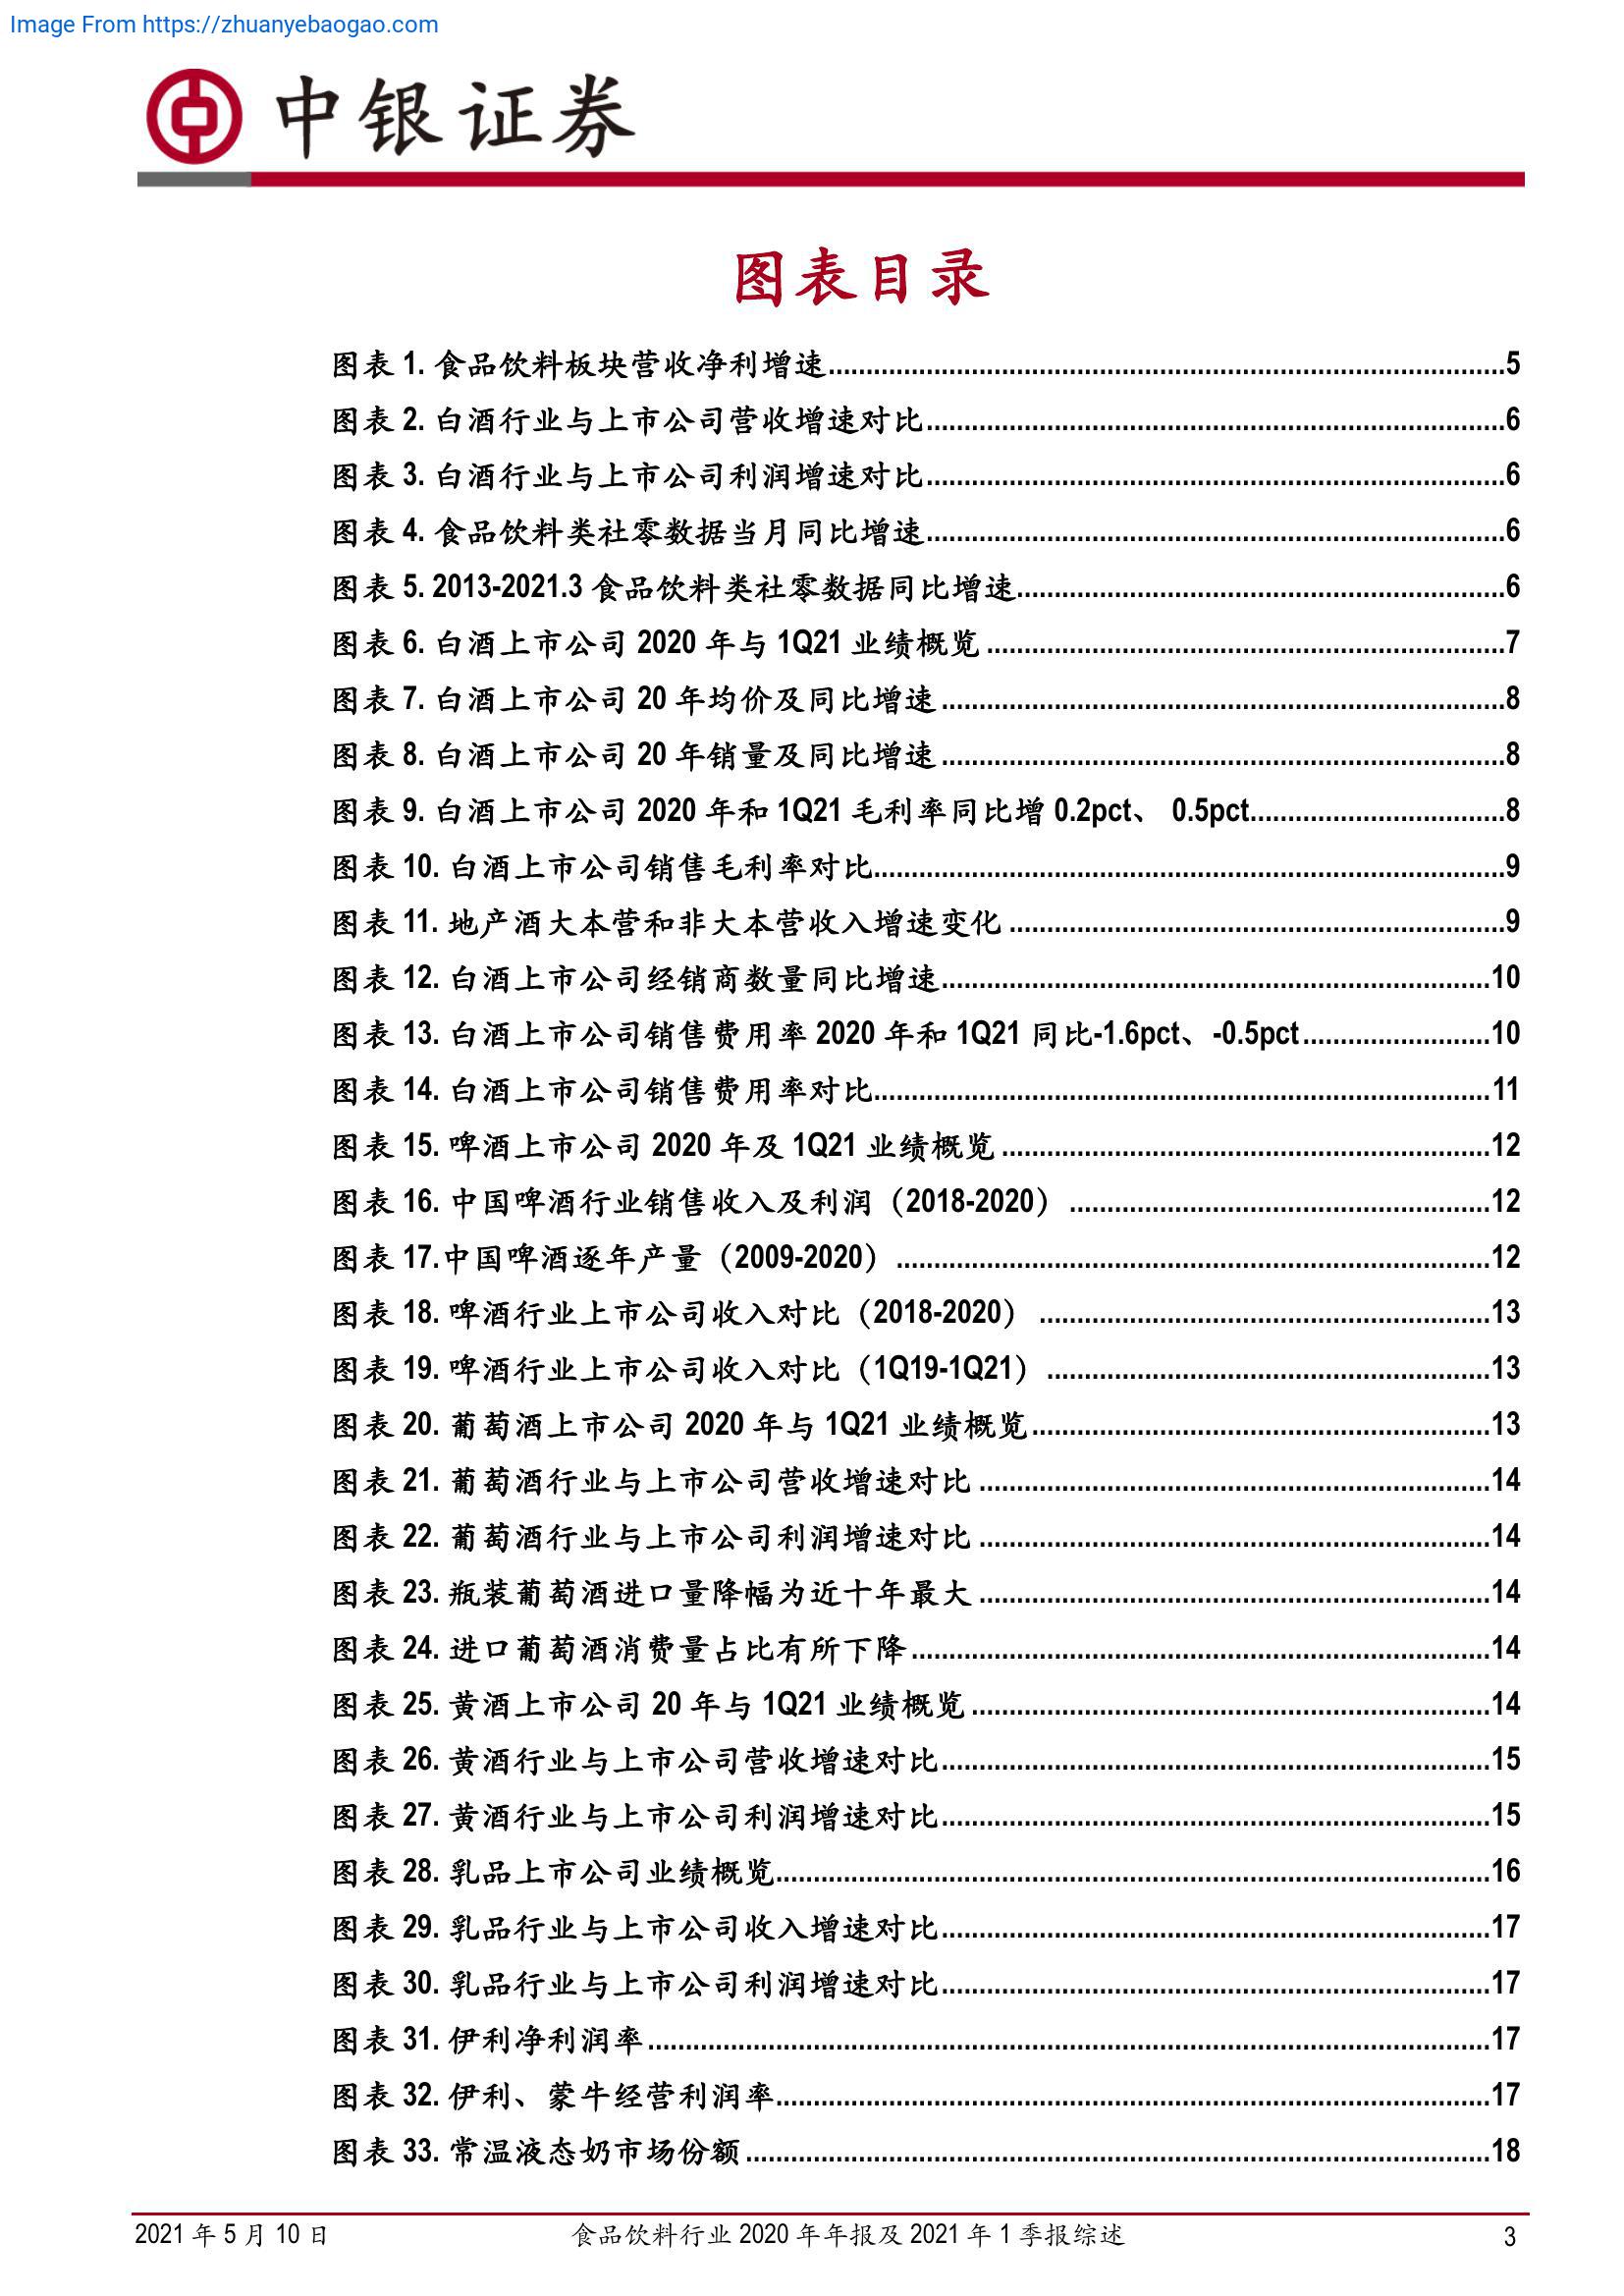 Image From https://zhuanyebaogao.com
中银证券
图表目录
图表 1. 食品饮料板块营收净利增速..........5
图表 2. 白酒行业与上市公司营收增速对比..........6
图表 3. 白酒行业与上市公司利润增速对比..........6
图表 4. 食品饮料类社零数据当月同比增速..........6
图表 5. 2013-2021.3 食品饮料类社零数据同比增速..........6
图表 6. 白酒上市公司 2020 年与 1Q21 业绩概览..........7
图表 7. 白酒上市公司 20 年均价及同比增速..........8
图表 8. 白酒上市公司 20 年销量及同比增速..........8
图表 9. 白酒上市公司 2020 年和 1Q21 毛利率同比增 0.2pct、 0.5pct..........8
图表 10. 白酒上市公司销售毛利率对比..........9
图表 11. 地产酒大本营和非大本营收入增速变化..........9
图表 12. 白酒上市公司经销商数量同比增速..........10
图表 13. 白酒上市公司销售费用率 2020 年和 1Q21 同比-1.6pct、-0.5pct..........10
图表 14. 白酒上市公司销售费用率对比..........11
图表 15. 啤酒上市公司 2020 年及 1Q21 业绩概览..........12
图表 16. 中国啤酒行业销售收入及利润（2018-2020）..........12
图表 17.中国啤酒逐年产量（2009-2020）..........12
图表 18. 啤酒行业上市公司收入对比（2018-2020）..........13
图表 19. 啤酒行业上市公司收入对比（1Q19-1Q21）..........13
图表 20. 葡萄酒上市公司 2020 年与 1Q21 业绩概览..........13
图表 21. 葡萄酒行业与上市公司营收增速对比..........14
图表 22. 葡萄酒行业与上市公司利润增速对比..........14
图表 23. 瓶装葡萄酒进口量降幅为近十年最大..........14
图表 24. 进口葡萄酒消费量占比有所下降..........14
图表 25. 黄酒上市公司 20 年与 1Q21 业绩概览..........14
图表 26. 黄酒行业与上市公司营收增速对比..........15
图表 27. 黄酒行业与上市公司利润增速对比..........15
图表 28. 乳品上市公司业绩概览..........16
图表 29. 乳品行业与上市公司收入增速对比..........17
图表 30. 乳品行业与上市公司利润增速对比..........17
图表 31. 伊利净利润率..........17
图表 32. 伊利、蒙牛经营利润率..........17
图表 33. 常温液态奶市场份额..........18
2021 年 5 月 10 日 食品饮料行业 2020 年年报及 2021 年 1 季报综述 3